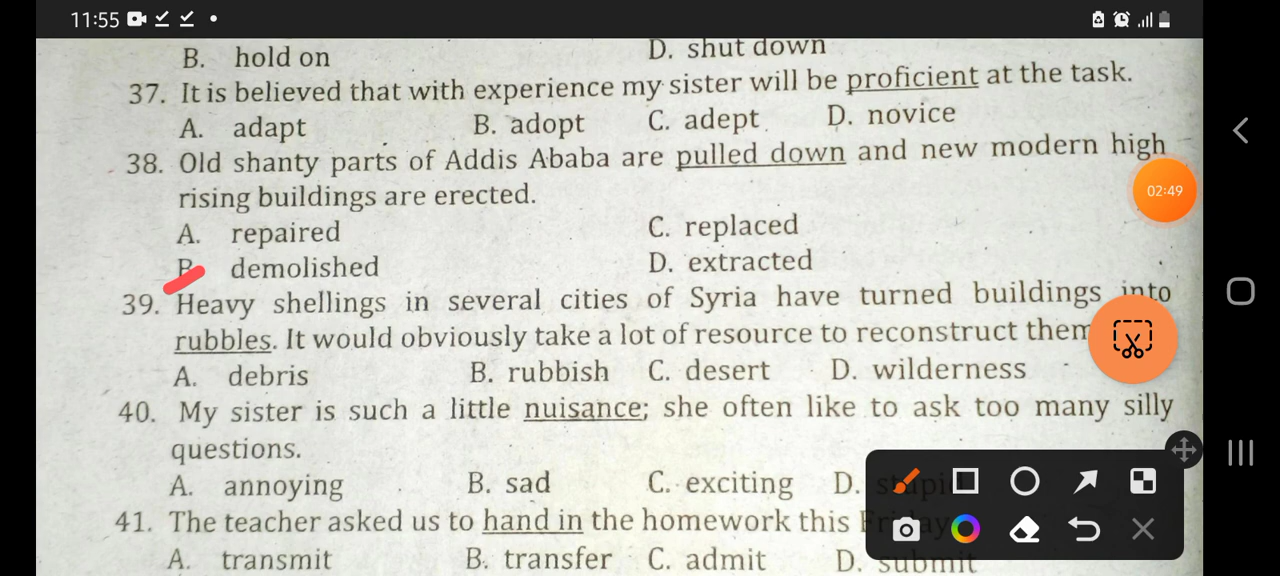 11:55
B. hold on D. shut down
37. It is believed that with experience my sister will be proficient at the task.
A. adapt B. adopt C. adept D. novice
38. Old shanty parts of Addis Ababa are pulled down and new modern high
rising buildings are erected.
A. repaired C. replaced
B. demolished D. extracted
02:49
39. Heavy shellings in several cities of Syria have turned buildings into
rubbles. It would obviously take a lot of resource to reconstruct them
A. debris B. rubbish C. desert D. wilderness
40. My sister is such a little nuisance; she often like to ask too many silly
questions.
A. annoying B. sad C. exciting D. stupid
41. The teacher asked us to hand in the homework this Friday
A. transmit B. transfer C. admit D. submit